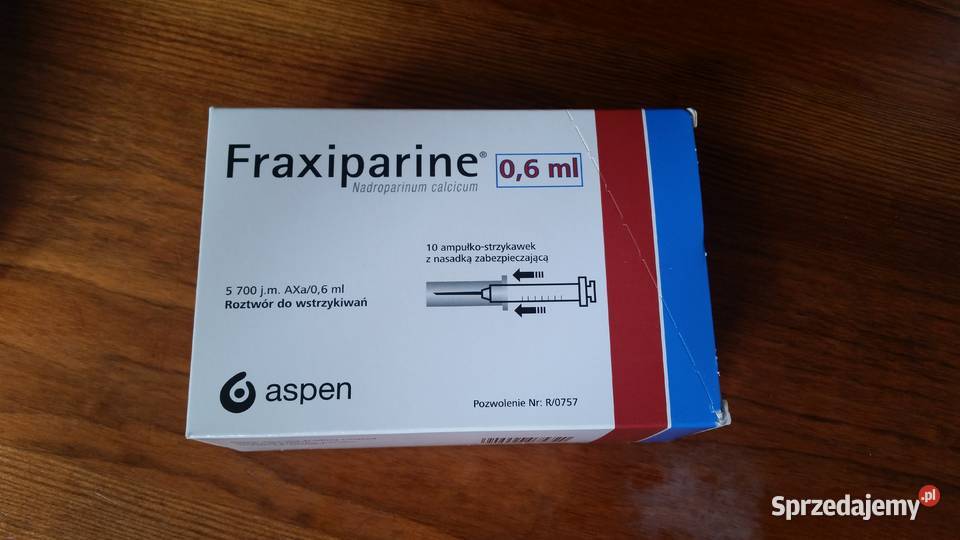 Fraxiparine® 0,6 ml
Nadroparinum calcicum
10 ampułko-strzykawek
z nasadką zabezpieczającą
5 700 j.m. AXa/0,6 ml
Roztwór do wstrzykiwań
aspen
Pozwolenie Nr: R/0757
Sprzedajemy.pl